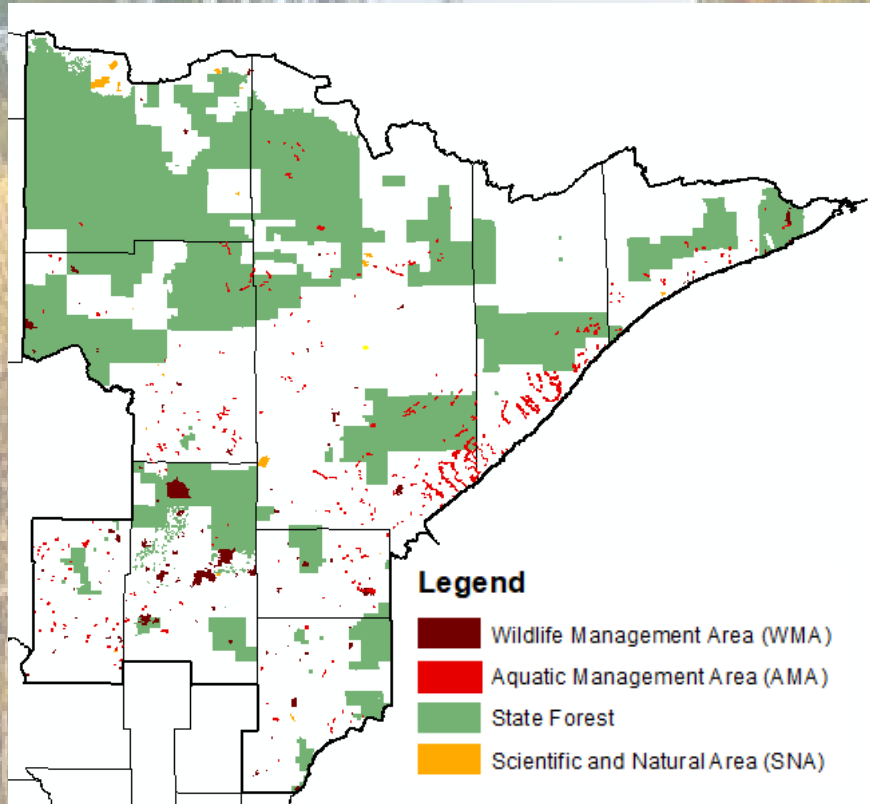 Legend
Wildlife Management Area (WMA)
Aquatic Management Area (AMA)
State Forest
Scientific and Natural Area (SNA)